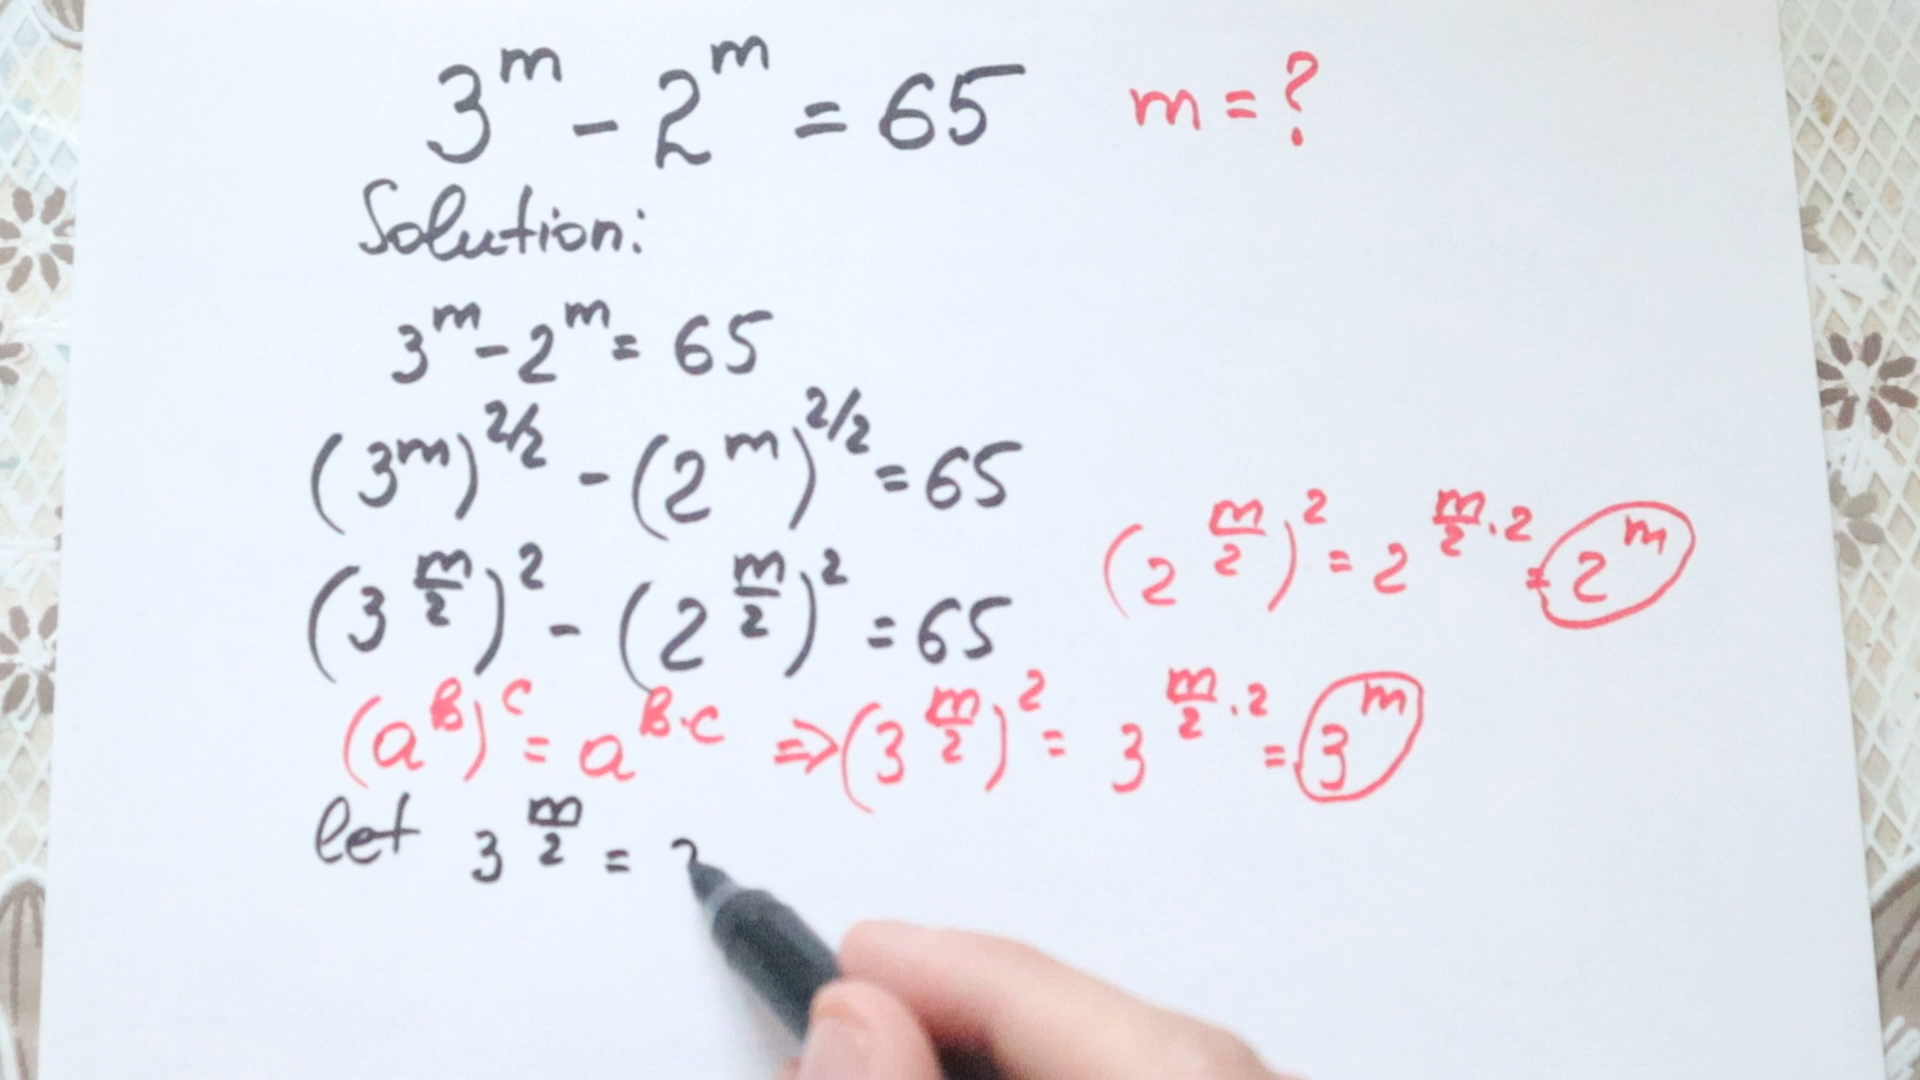 3^m - 2^m = 65 m = ?
Solution:
3^m - 2^m = 65
(3^m)^2/2 - (2^m)^2/2 = 65
(3^m/2)^2 - (2^m/2)^2 = 65
(2^m/2)^2 = 2^m/2·2 = 2^m
(a^B)^c = a^B·c => (3^m/2)^2 = 3^m/2·2 = 3^m
let 3^m/2 =